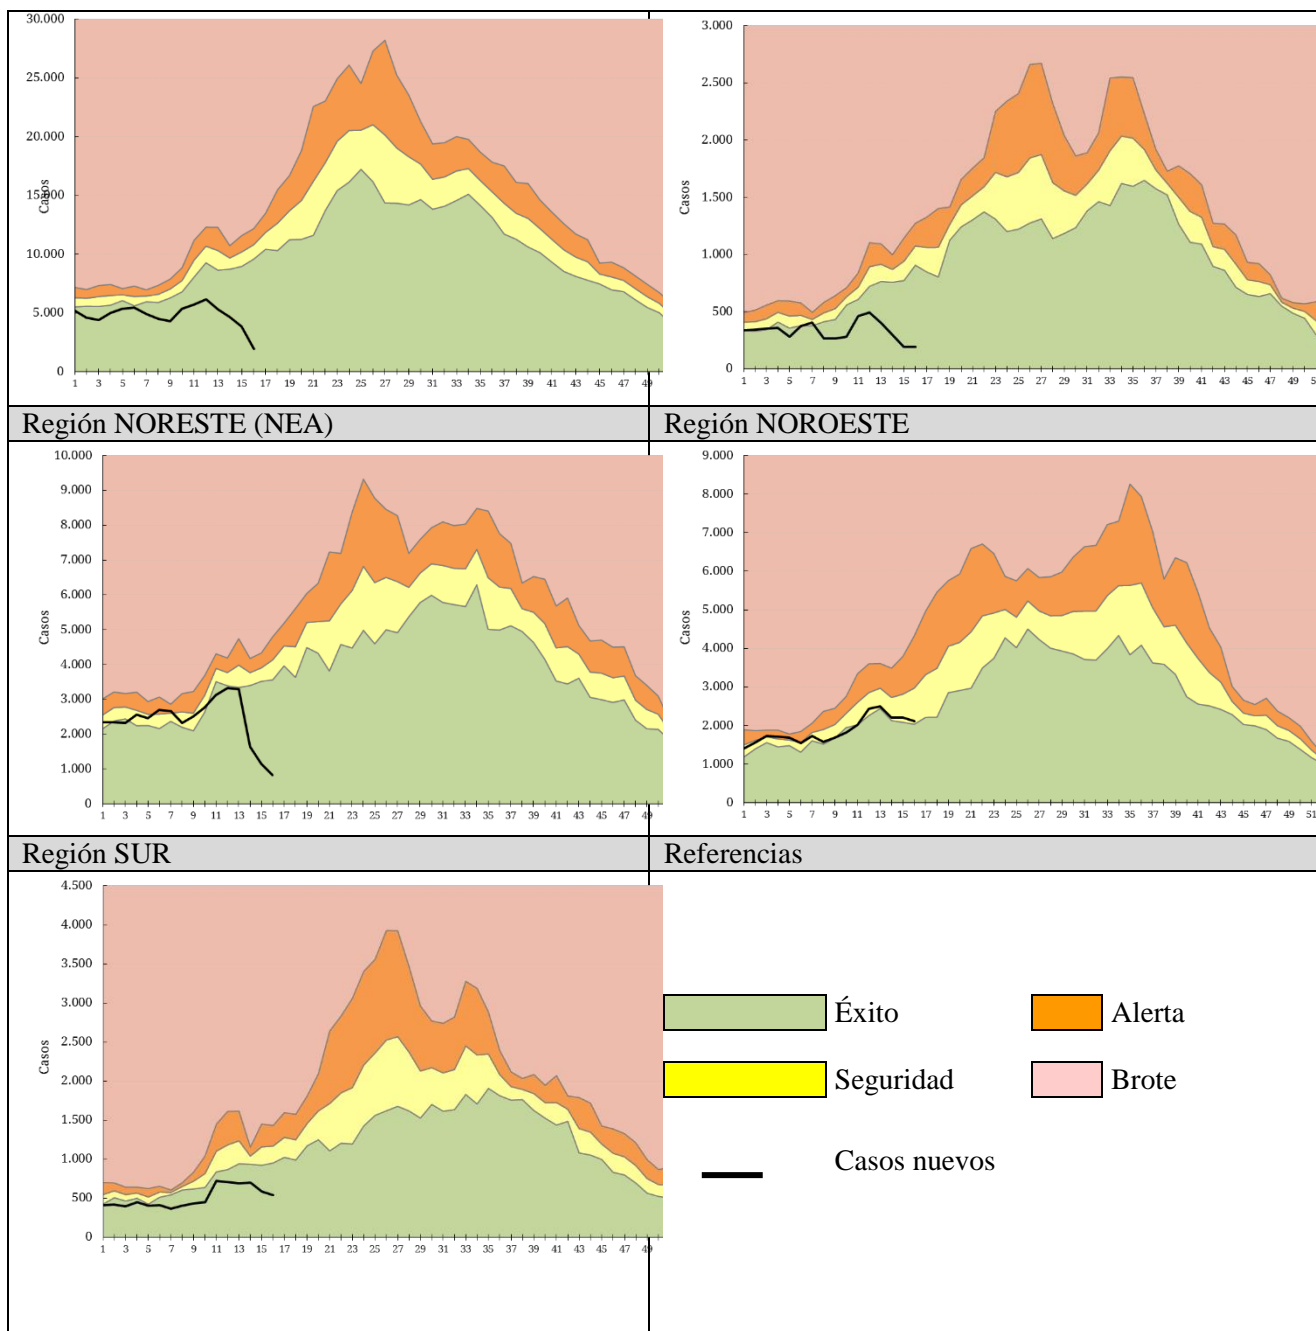 30.000
25.000
20.000
15.000
10.000
5.000
0
Casos
1 3 5 7 9 11 13 15 17 19 21 23 25 27 29 31 33 35 37 39 41 43 45 47 49
3.000
2.500
2.000
1.500
1.000
500
0
Casos
1 3 5 7 9 11 13 15 17 19 21 23 25 27 29 31 33 35 37 39 41 43 45 47 49
Región NORESTE (NEA)
Región NOROESTE
10.000
9.000
8.000
7.000
6.000
5.000
4.000
3.000
2.000
1.000
0
Casos
1 3 5 7 9 11 13 15 17 19 21 23 25 27 29 31 33 35 37 39 41 43 45 47 49
9.000
8.000
7.000
6.000
5.000
4.000
3.000
2.000
1.000
0
Casos
1 3 5 7 9 11 13 15 17 19 21 23 25 27 29 31 33 35 37 39 41 43 45 47 49 51
Región SUR
Referencias
4.500
4.000
3.500
3.000
2.500
2.000
1.500
1.000
500
0
Casos
1 3 5 7 9 11 13 15 17 19 21 23 25 27 29 31 33 35 37 39 41 43 45 47 49
Éxito
Alerta
Seguridad
Brote
Casos nuevos